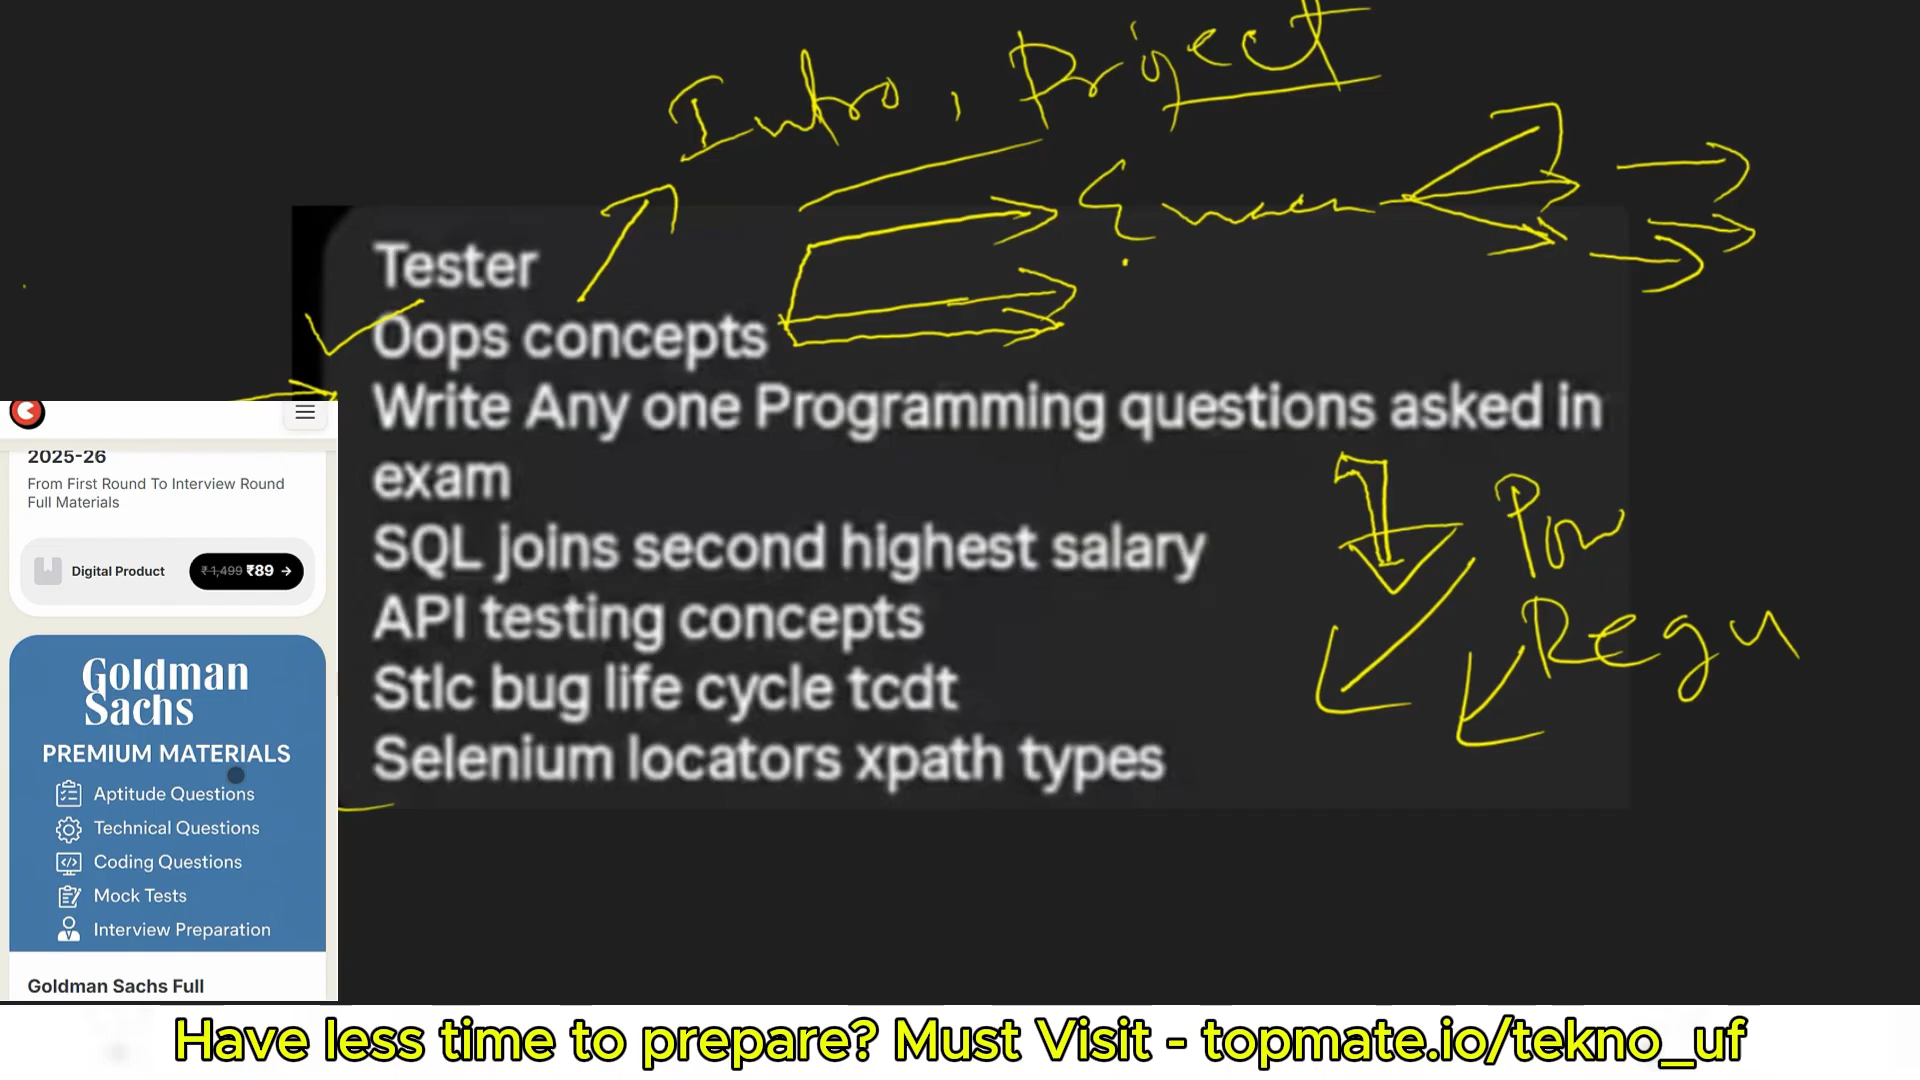 Intro, Project
Tester
Oops concepts
Write Any one Programming questions asked in
exam
SQL joins second highest salary
API testing concepts
Stlc bug life cycle tcdt
Selenium locators xpath types
Regu
2025-26
From First Round To Interview Round
Full Materials
Digital Product
₹1,499 ₹89 →
Goldman
Sachs
PREMIUM MATERIALS
Aptitude Questions
Technical Questions
Coding Questions
Mock Tests
Interview Preparation
Goldman Sachs Full
Have less time to prepare? Must Visit - topmate.io/tekno_uf